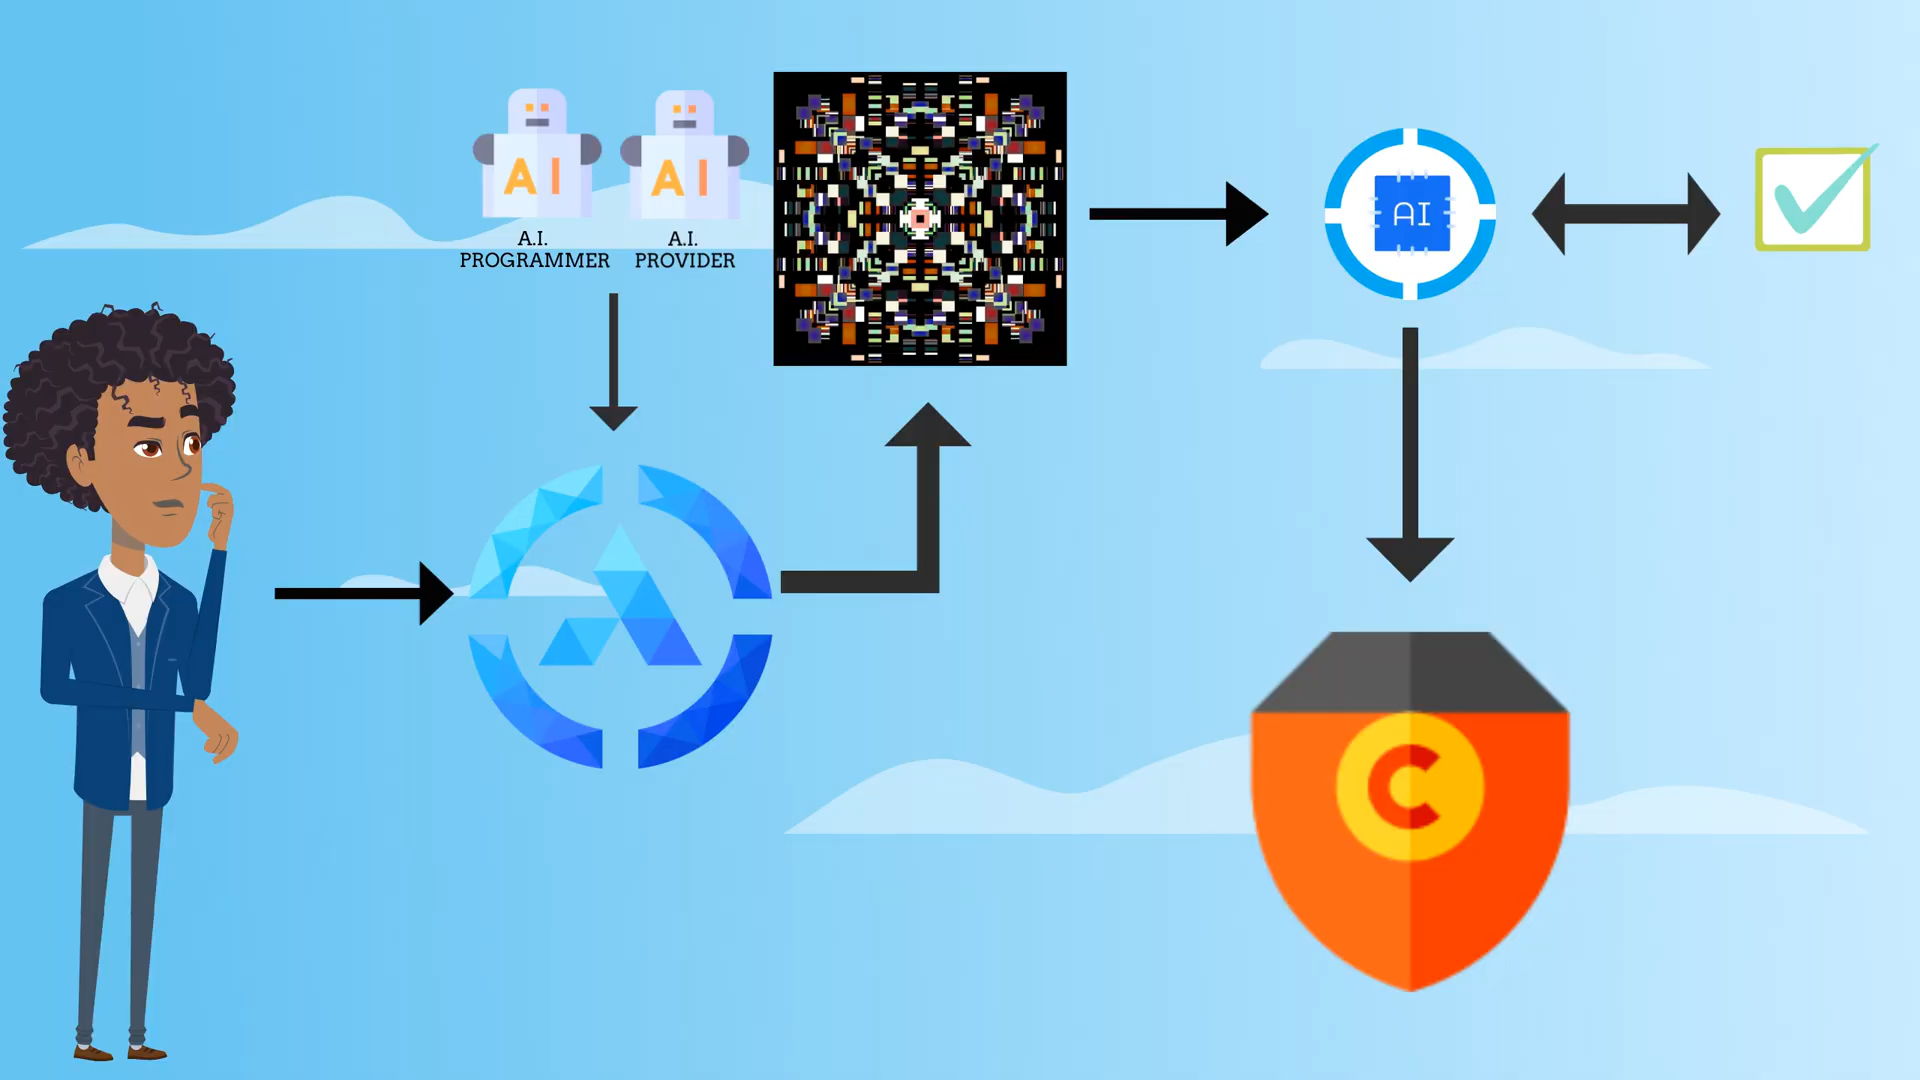 AI
AI
A.I.
PROGRAMMER
A.I.
PROVIDER
AI
C